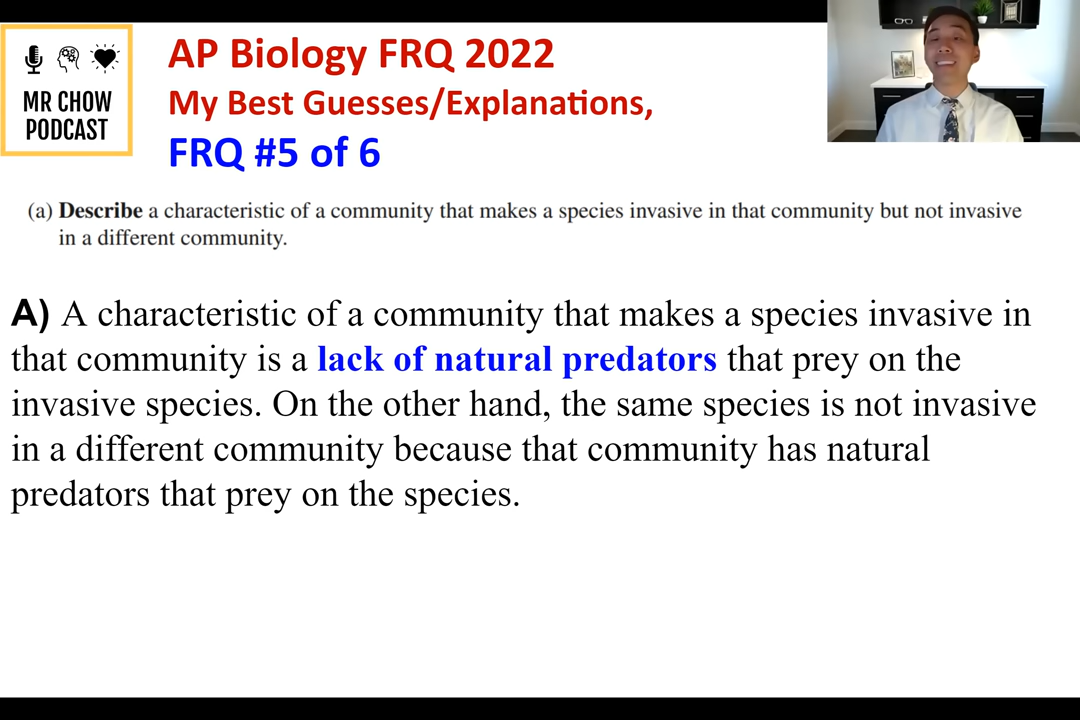 MR CHOW
PODCAST
AP Biology FRQ 2022
My Best Guesses/Explanations,
FRQ #5 of 6
(a) Describe a characteristic of a community that makes a species invasive in that community but not invasive
in a different community.
A) A characteristic of a community that makes a species invasive in
that community is a lack of natural predators that prey on the
invasive species. On the other hand, the same species is not invasive
in a different community because that community has natural
predators that prey on the species.